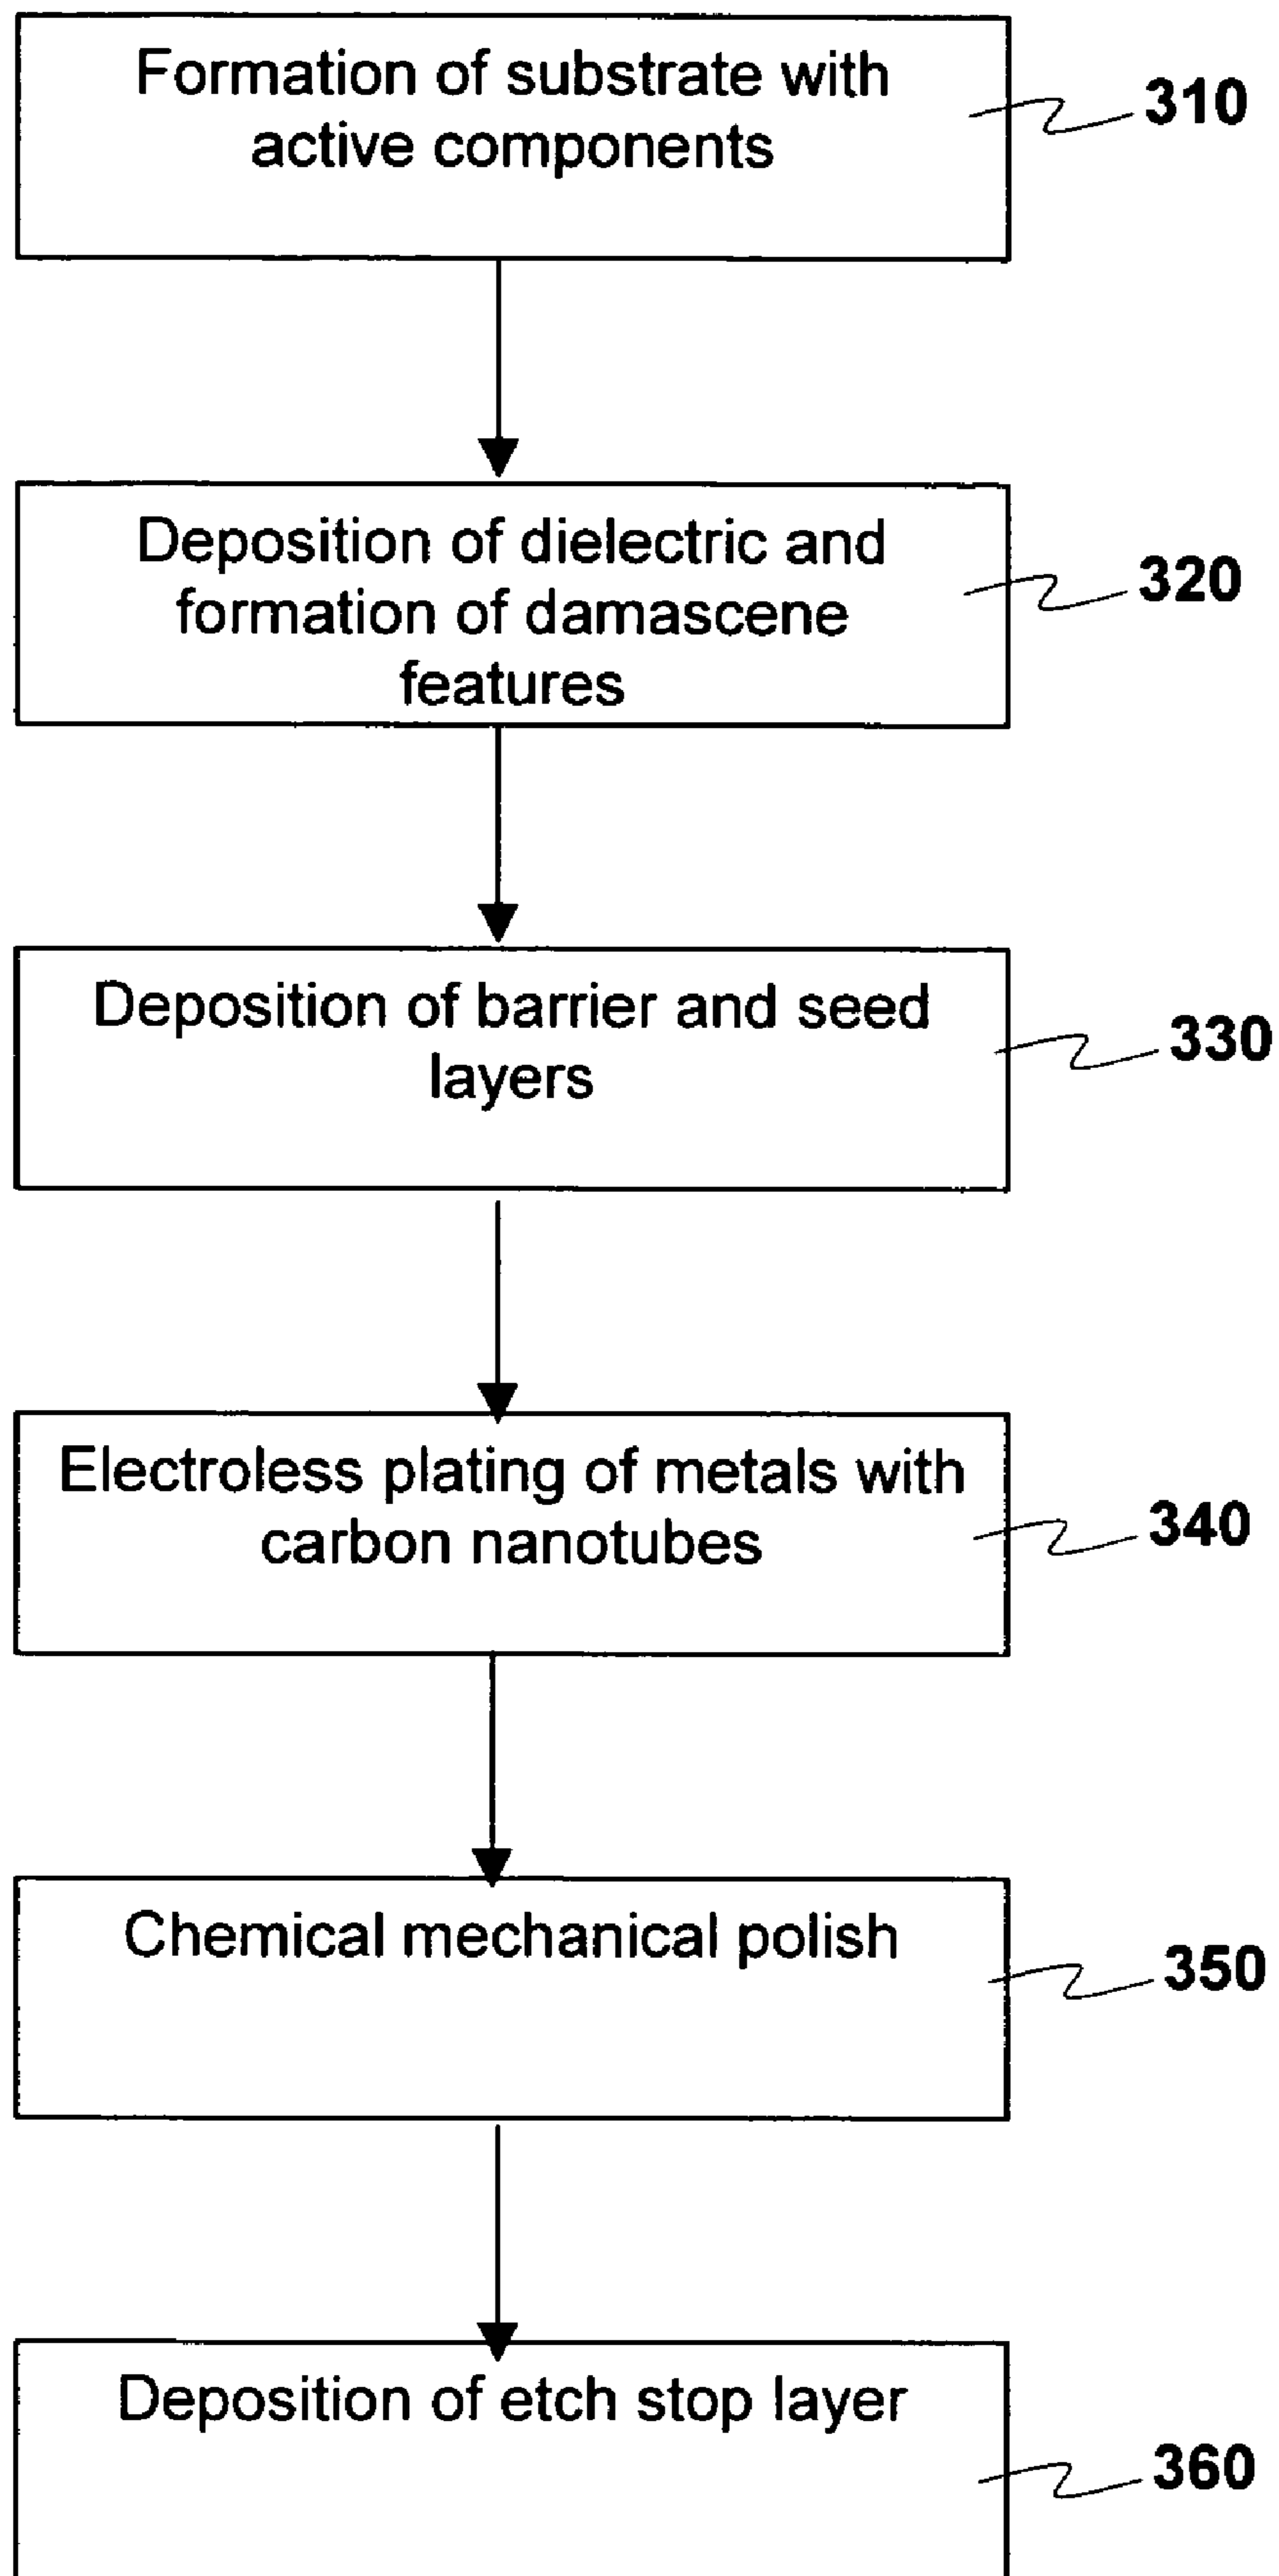 Formation of substrate with
active components
310
Deposition of dielectric and
formation of damascene
features
320
Deposition of barrier and seed
layers
330
Electroless plating of metals with
carbon nanotubes
340
Chemical mechanical polish
350
Deposition of etch stop layer
360